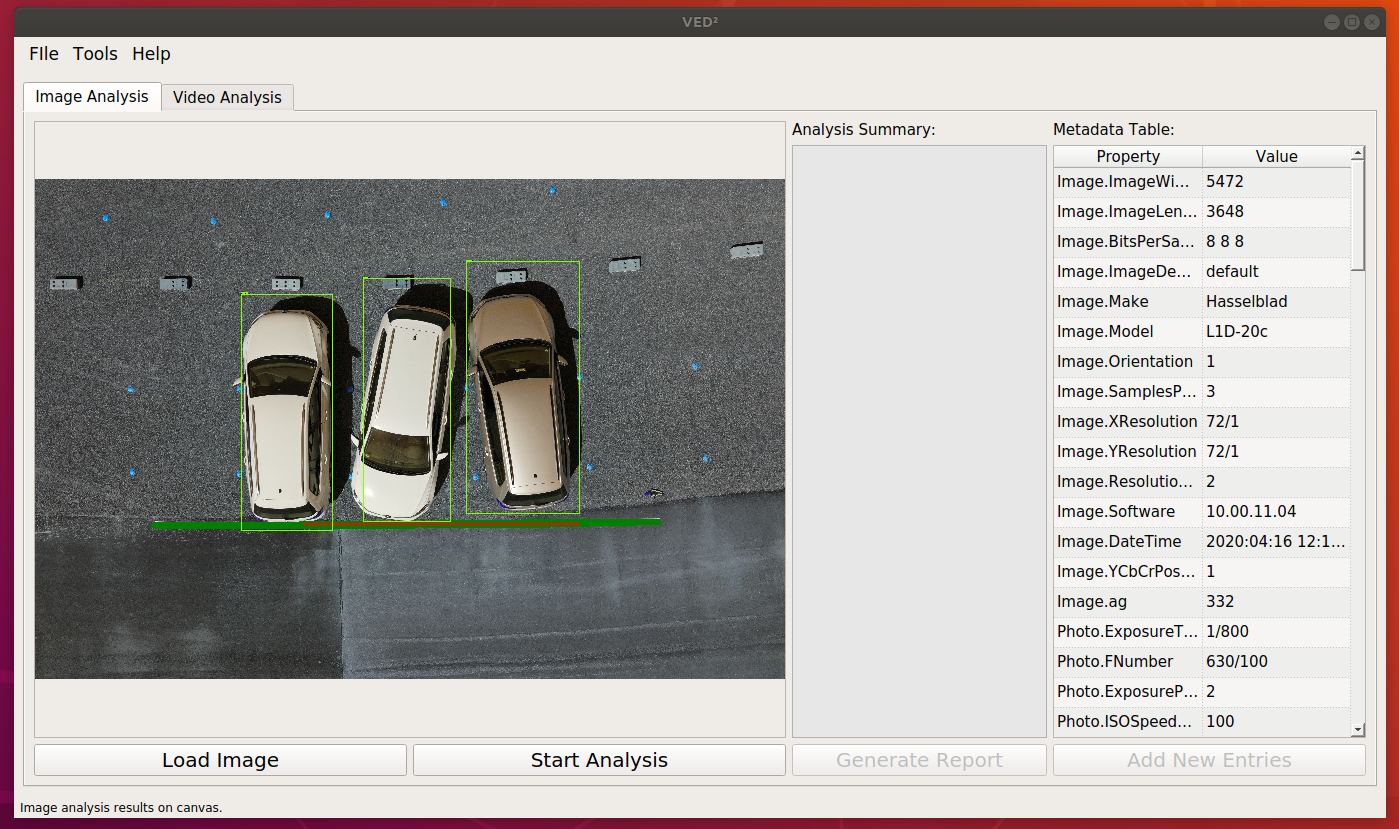 VED²
FIle Tools Help
Image Analysis Video Analysis
Analysis Summary:
Metadata Table:
Property Value
Image.ImageWi... 5472
Image.ImageLen... 3648
Image.BitsPerSa... 8 8 8
Image.ImageDe... default
Image.Make Hasselblad
Image.Model L1D-20c
Image.Orientation 1
Image.SamplesP... 3
Image.XResolution 72/1
Image.YResolution 72/1
Image.Resolutio... 2
Image.Software 10.00.11.04
Image.DateTime 2020:04:16 12:1...
Image.YCbCrPos... 1
Image.ag 332
Photo.ExposureT... 1/800
Photo.FNumber 630/100
Photo.ExposureP... 2
Photo.ISOSpeed... 100
Load Image Start Analysis Generate Report Add New Entries
Image analysis results on canvas.